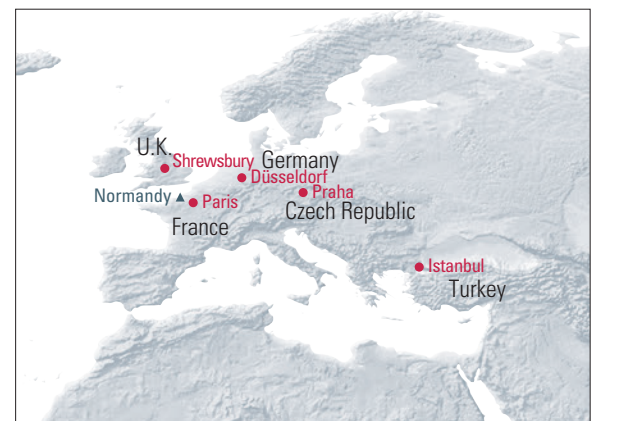 U.K.
Shrewsbury
Germany
Düsseldorf
Normandy
Paris
Praha
Czech Republic
France
Istanbul
Turkey